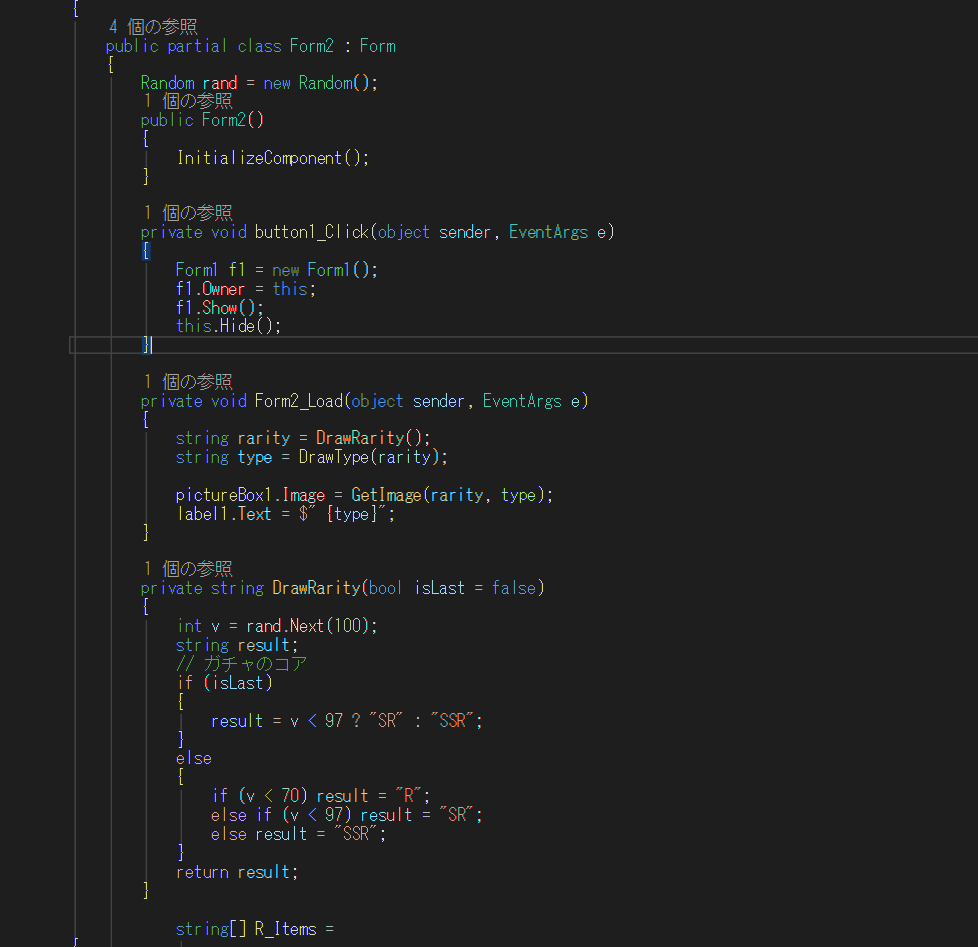 {
4 個の参照
public partial class Form2 : Form
{
Random rand = new Random();
1 個の参照
public Form2()
{
InitializeComponent();
}
1 個の参照
private void button1_Click(object sender, EventArgs e)
{
Form1 f1 = new Form1();
f1.Owner = this;
f1.Show();
this.Hide();
}
1 個の参照
private void Form2_Load(object sender, EventArgs e)
{
string rarity = DrawRarity();
string type = DrawType(rarity);
pictureBox1.Image = GetImage(rarity, type);
label1.Text = $" {type}";
}
1 個の参照
private string DrawRarity(bool isLast = false)
{
int v = rand.Next(100);
string result;
// ガチャのコア
if (isLast)
{
result = v < 97 ? "SR" : "SSR";
}
else
{
if (v < 70) result = "R";
else if (v < 97) result = "SR";
else result = "SSR";
}
return result;
}
string[] R_Items =
{